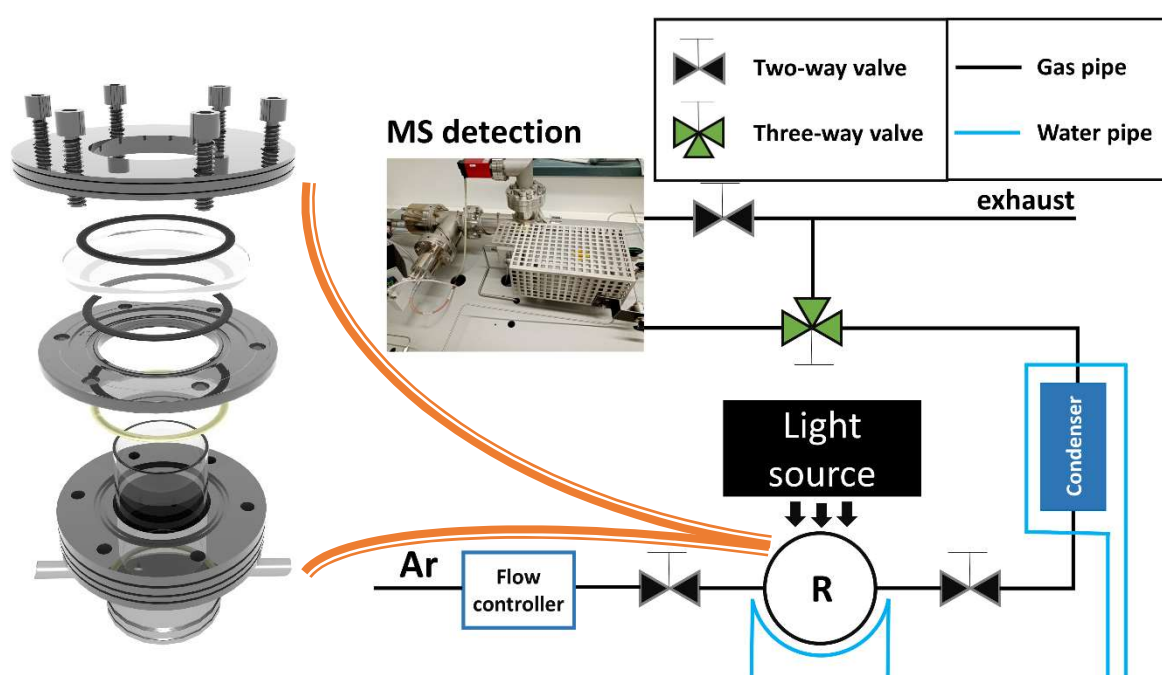 Two-way valve
Gas pipe
Three-way valve
Water pipe
MS detection
exhaust
Light
source
Condenser
Ar
Flow
controller
R